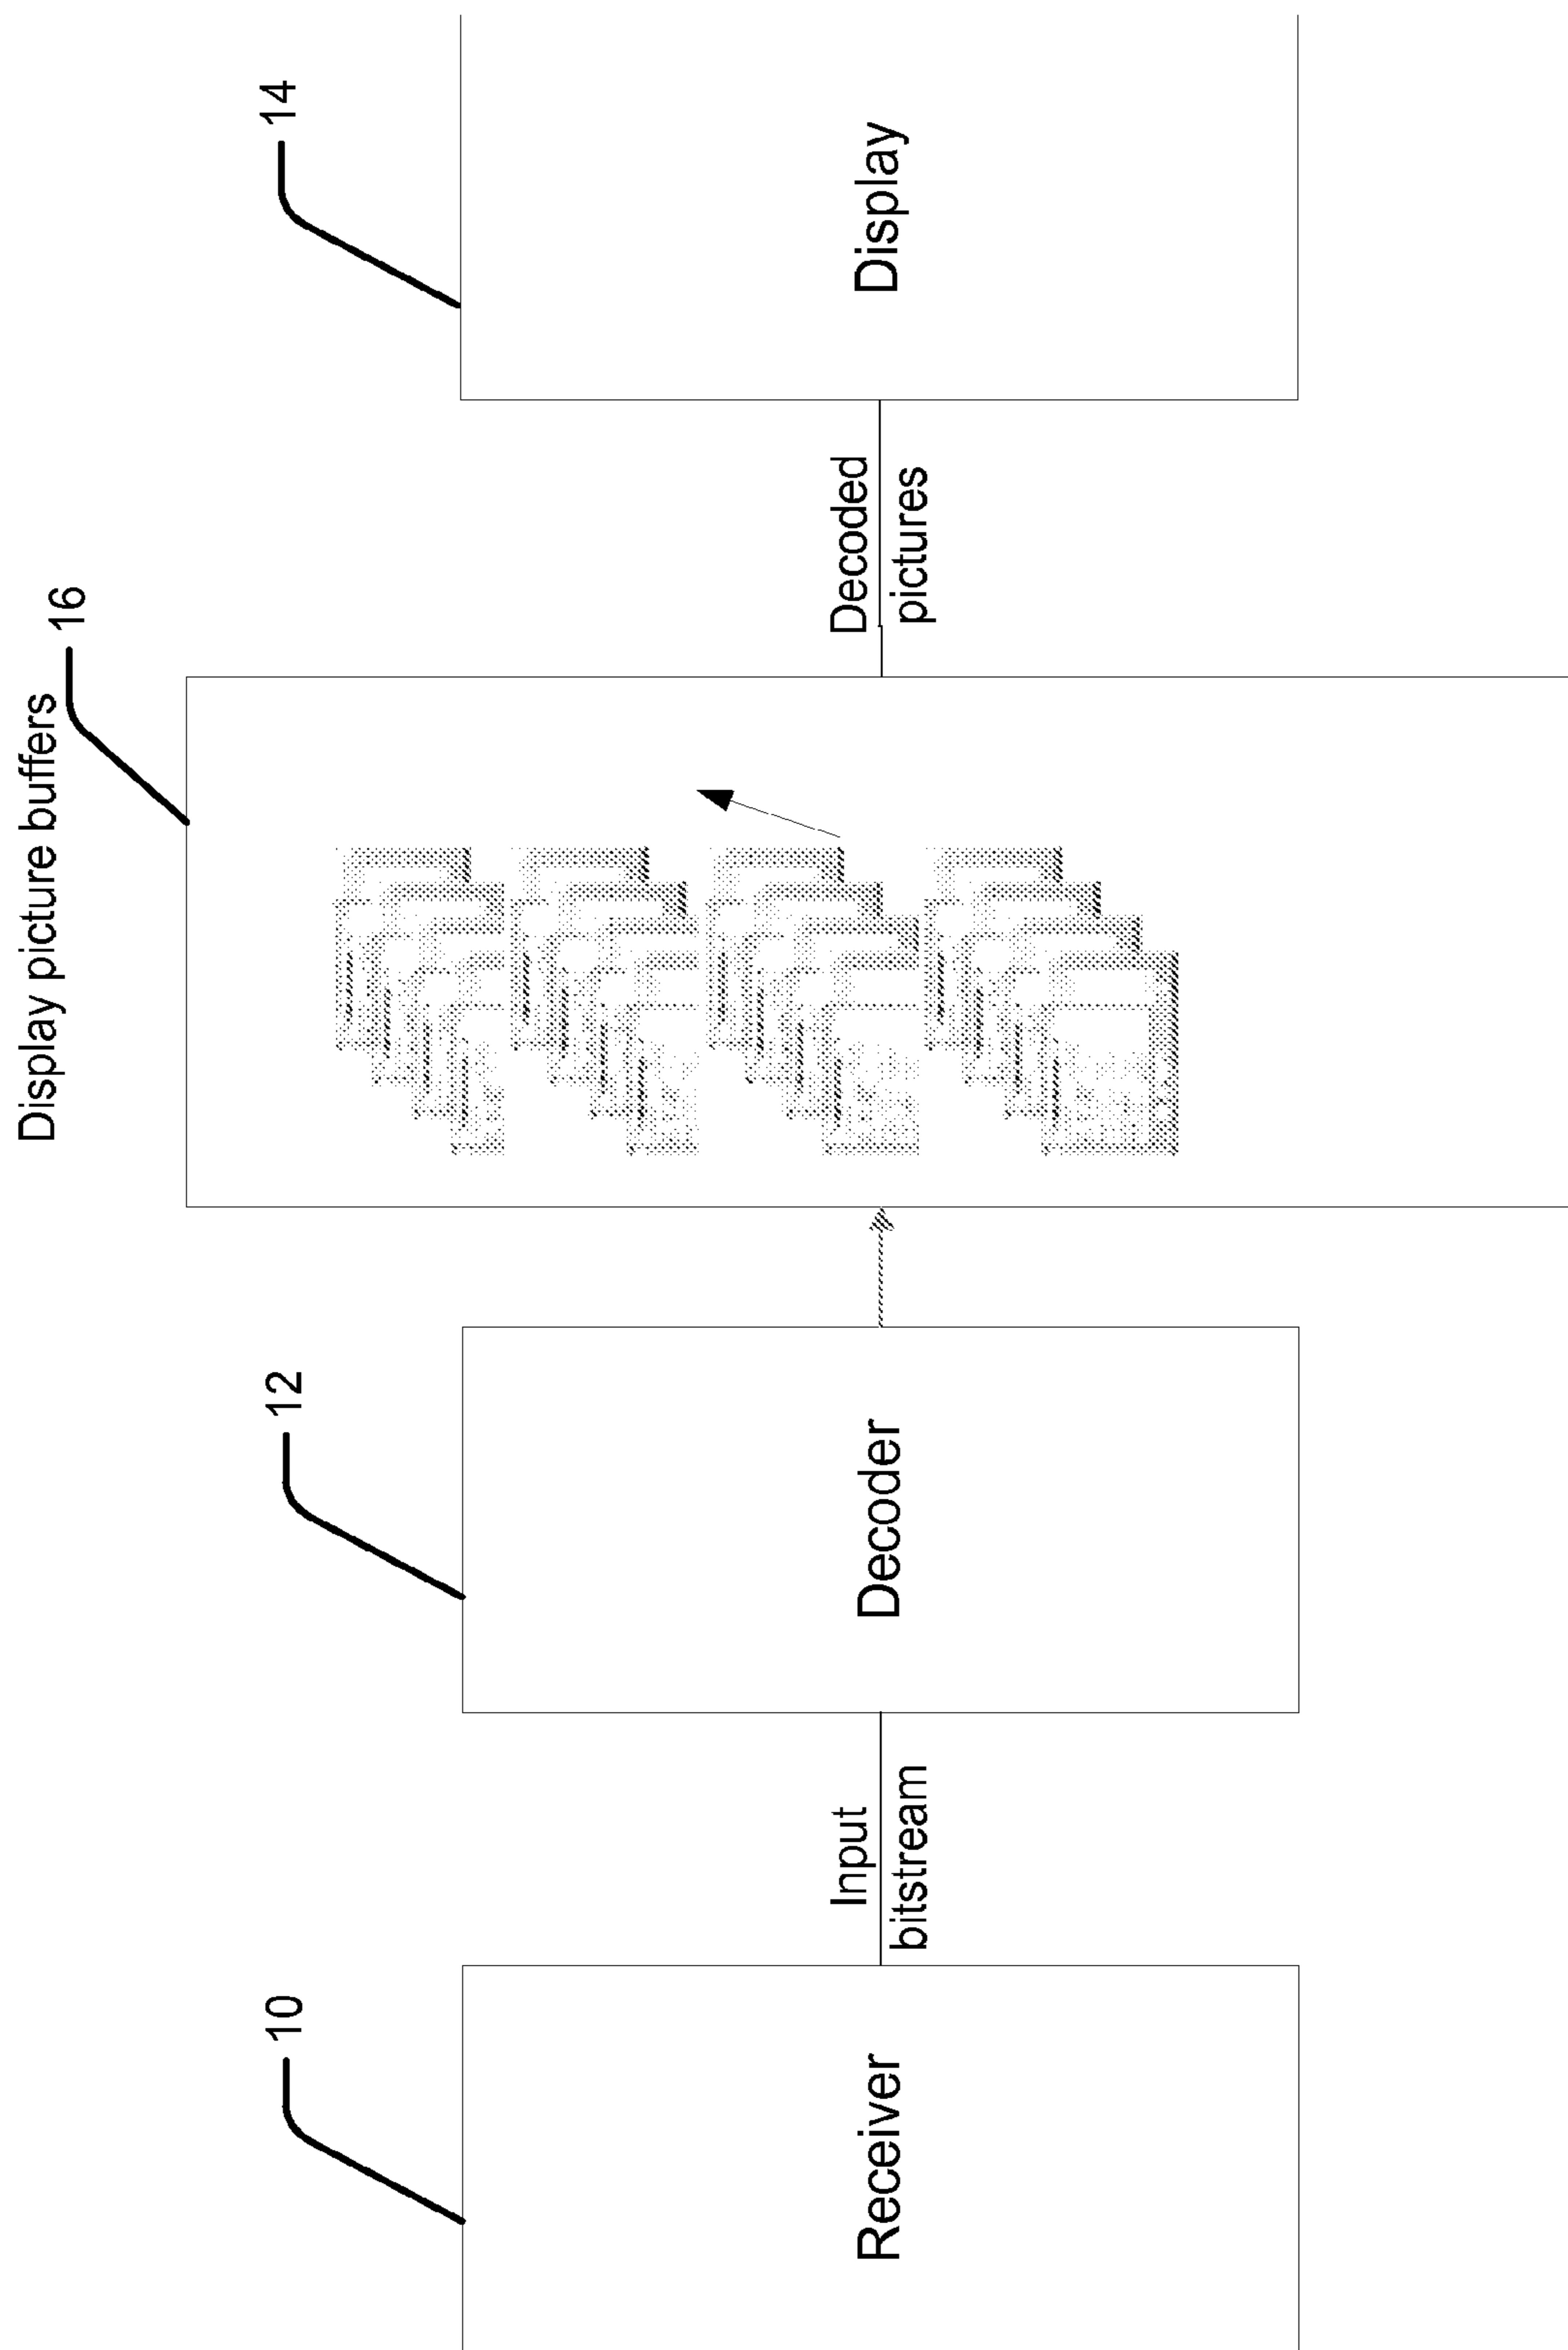 Display picture buffers
10
12
16
14
Receiver
Input
bitstream
Decoder
Decoded
pictures
Display